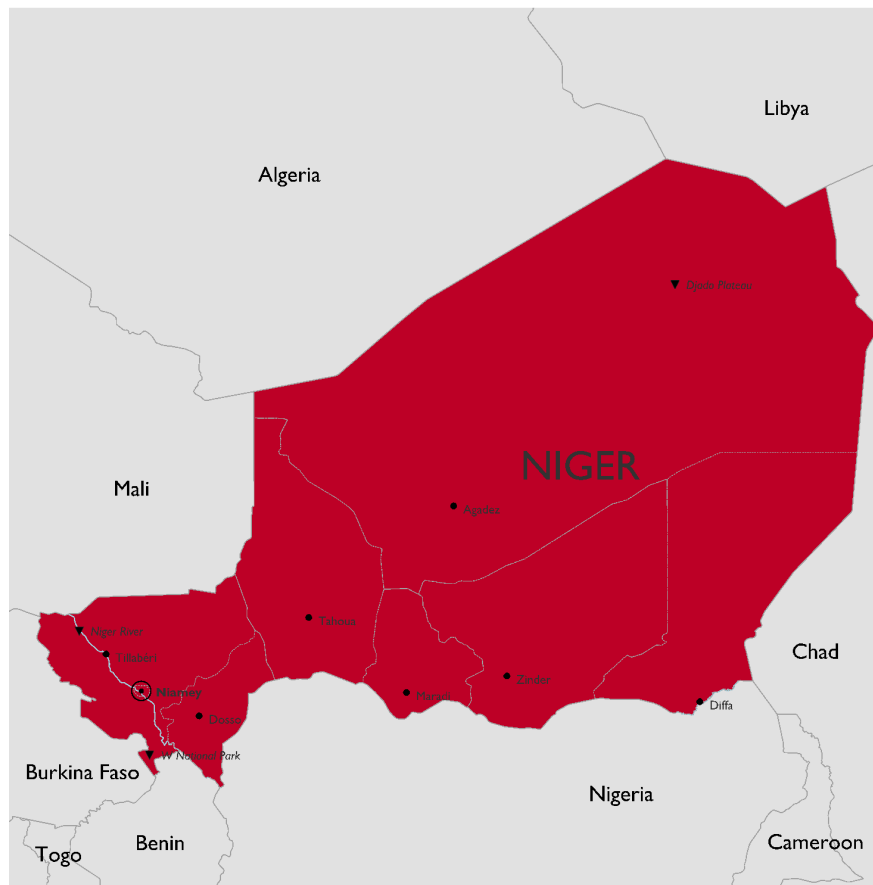 Libya
Algeria
Djado Plateau
NIGER
Mali
Agadez
Tahoua
Niger River
Tillabéri
Chad
Zinder
Niamey
Maradi
Diffa
Dosso
W National Park
Burkina Faso
Nigeria
Benin
Cameroon
Togo